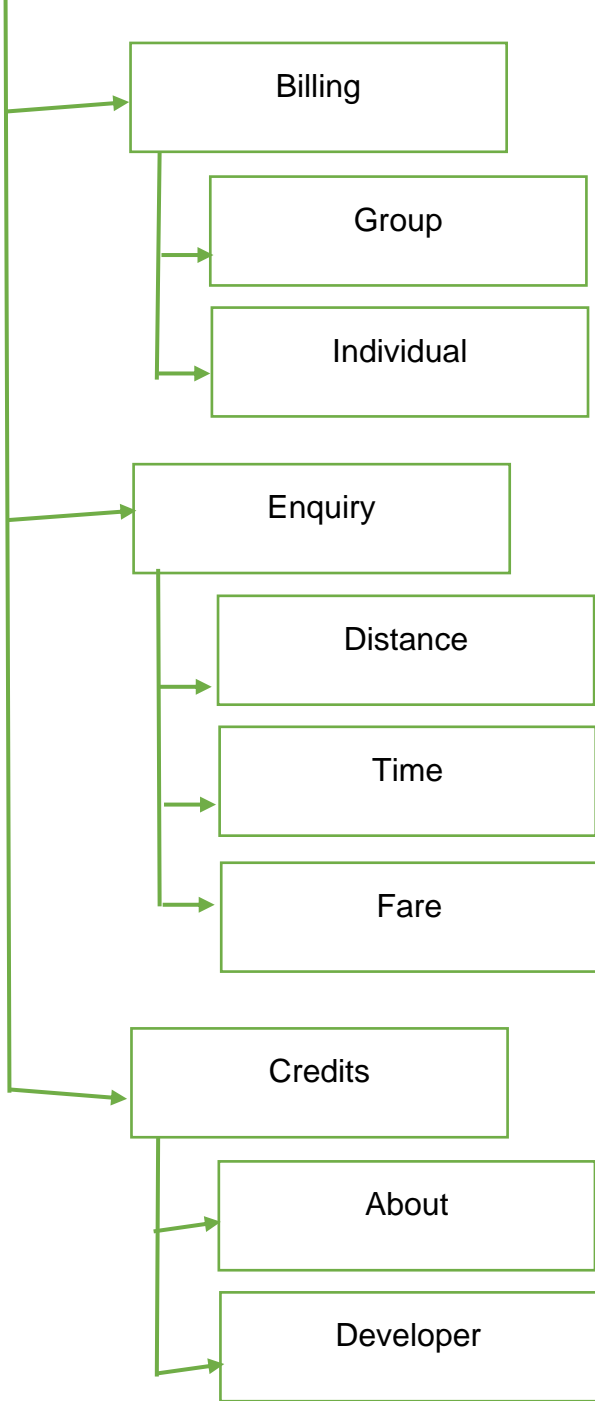 Billing
Group
Individual
Enquiry
Distance
Time
Fare
Credits
About
Developer